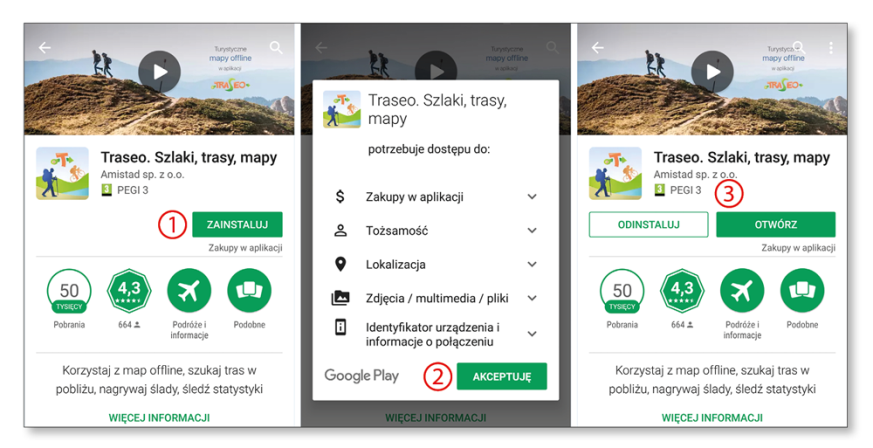 Turystyczne
mapy offline
w aplikacji
TRASEO
Traseo. Szlaki, trasy, mapy
Amistad sp. z o.o.
3 PEGI 3
1 ZAINSTALUJ
Zakupy w aplikacji
50
TYSIĘCY
4,3
Pobrania
664
Podróże i
informacje
Podobne
Korzystaj z map offline, szukaj tras w
pobliżu, nagrywaj ślady, śledź statystyki
WIĘCEJ INFORMACJI
Turystyczne
mapy offline
w aplikacji
TRASEO
T
Traseo. Szlaki, trasy,
mapy
potrzebuje dostępu do:
$ Zakupy w aplikacji
Tożsamość
Lokalizacja
Zdjęcia / multimedia / pliki
Identyfikator urządzenia i
informacje o połączeniu
Google Play
2 AKCEPTUJĘ
WIĘCEJ INFORMACJI
Turystyczne
mapy offline
w aplikacji
TRASEO
Traseo. Szlaki, trasy, mapy
Amistad sp. z o.o.
3 PEGI 3
3
ODINSTALUJ
OTWÓRZ
Zakupy w aplikacji
50
TYSIĘCY
4,3
Pobrania
664
Podróże i
informacje
Podobne
Korzystaj z map offline, szukaj tras w
pobliżu, nagrywaj ślady, śledź statystyki
WIĘCEJ INFORMACJI